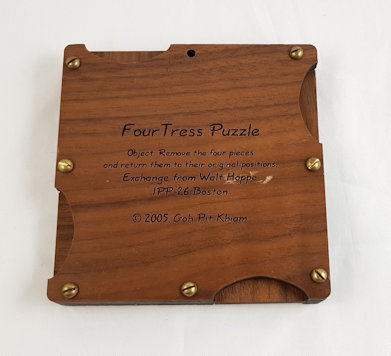 FourTress Puzzle
Object: Remove the four pieces
and return them to their original positions.
Exchange from Walt Hoppe
IPP-26 Boston
© 2005, Goh Pit Khiam